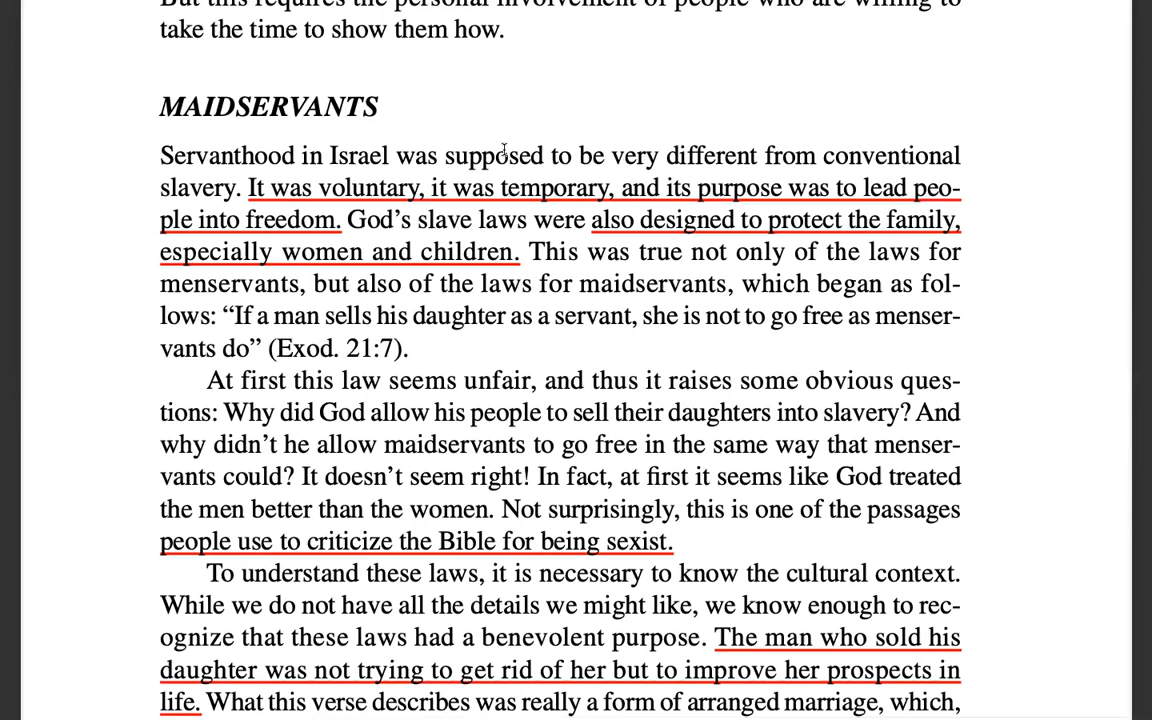 But this requires the personal involvement of people who are willing to
take the time to show them how.
MAIDSERVANTS
Servanthood in Israel was supposed to be very different from conventional
slavery. It was voluntary, it was temporary, and its purpose was to lead peo-
ple into freedom. God’s slave laws were also designed to protect the family,
especially women and children. This was true not only of the laws for
menservants, but also of the laws for maidservants, which began as fol-
lows: “If a man sells his daughter as a servant, she is not to go free as menser-
vants do” (Exod. 21:7).
At first this law seems unfair, and thus it raises some obvious ques-
tions: Why did God allow his people to sell their daughters into slavery? And
why didn’t he allow maidservants to go free in the same way that menser-
vants could? It doesn’t seem right! In fact, at first it seems like God treated
the men better than the women. Not surprisingly, this is one of the passages
people use to criticize the Bible for being sexist.
To understand these laws, it is necessary to know the cultural context.
While we do not have all the details we might like, we know enough to rec-
ognize that these laws had a benevolent purpose. The man who sold his
daughter was not trying to get rid of her but to improve her prospects in
life. What this verse describes was really a form of arranged marriage, which,